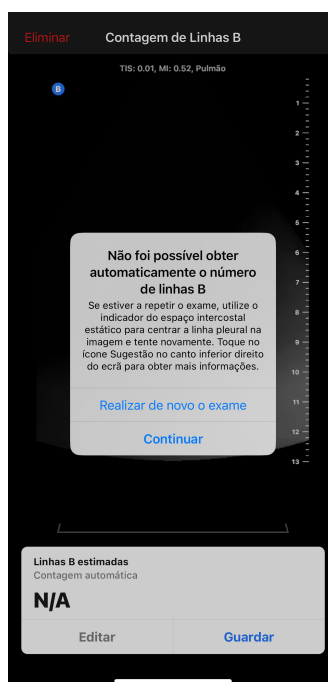 Eliminar
Contagem de Linhas B
TIS: 0.01, MI: 0.52, Pulmão
B
1
2
3
4
5
6
7
8
9
10
11
12
13
Não foi possível obter
automaticamente o número
de linhas B
Se estiver a repetir o exame, utilize o
indicador do espaço intercostal
estático para centrar a linha pleural na
imagem e tente novamente. Toque no
ícone Sugestão no canto inferior direito
do ecrã para obter mais informações.
Realizar de novo o exame
Continuar
Linhas B estimadas
Contagem automática
N/A
Editar
Guardar